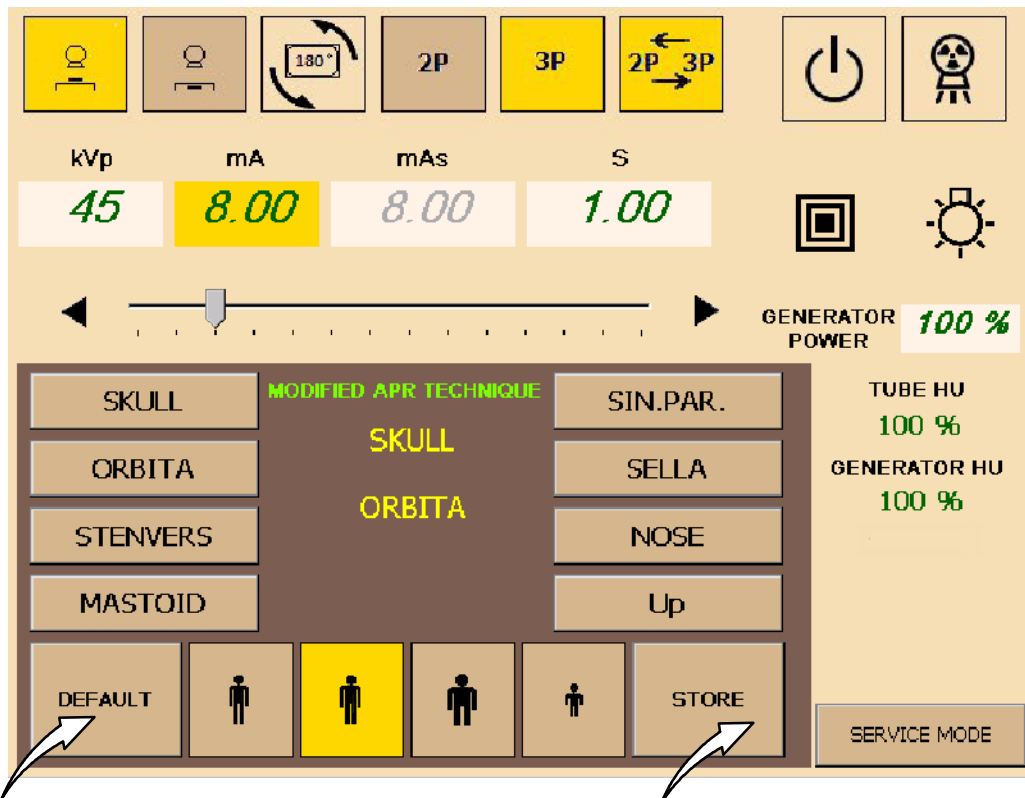 180°
2P
3P
2P 3P
kVp
mA
mAs
S
45
8.00
8.00
1.00
GENERATOR
POWER
100 %
SKULL
ORBITA
STENVERS
MASTOID
MODIFIED APR TECHNIQUE
SKULL
ORBITA
SIN.PAR.
SELLA
NOSE
Up
TUBE HU
100 %
GENERATOR HU
100 %
DEFAULT
STORE
SERVICE MODE